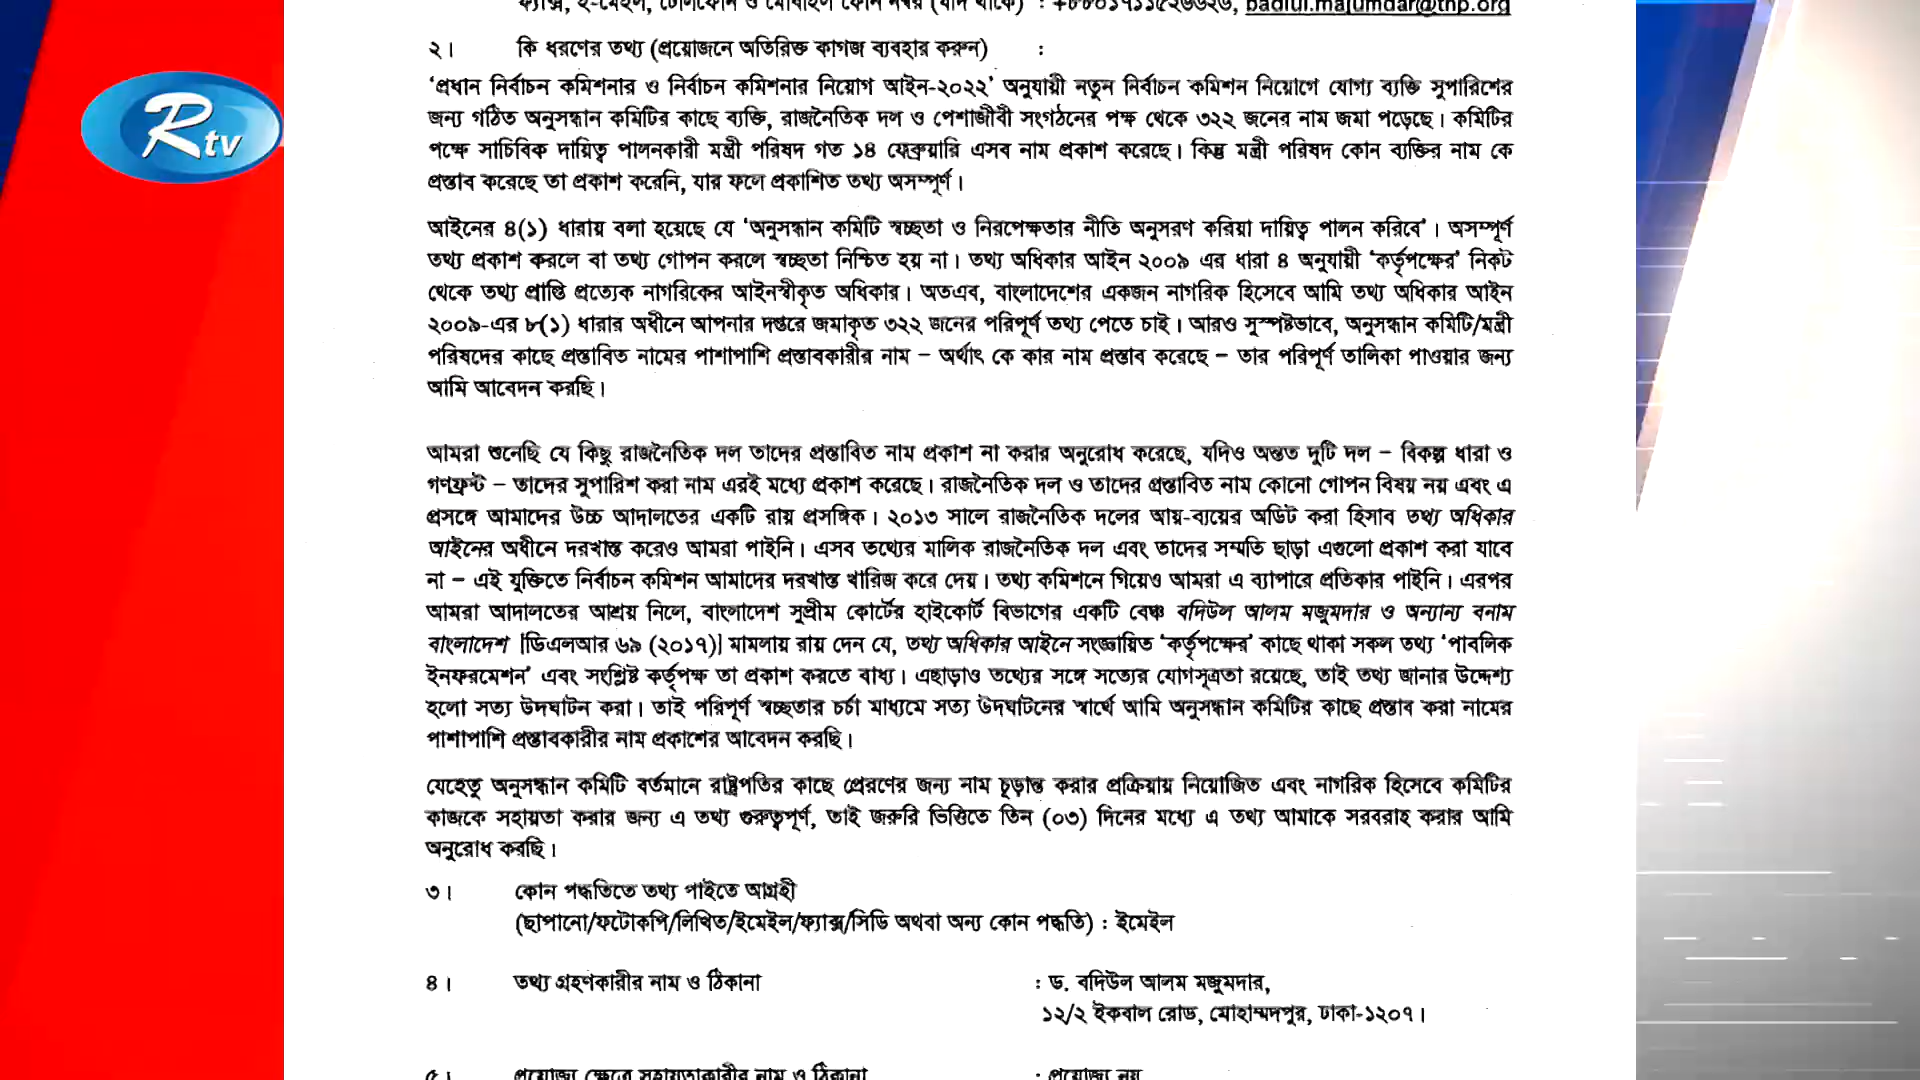 Rtv
ফ্যাক্স, ই-মেইল, টেলিফোন ও মোবাইল ফোন নম্বর (যদি থাকে) : +৮৮০১৭১১৫২৬৬২৬, badiul.majumdar@thp.org
২। কি ধরণের তথ্য (প্রয়োজনে অতিরিক্ত কাগজ ব্যবহার করুন) :
‘প্রধান নির্বাচন কমিশনার ও নির্বাচন কমিশনার নিয়োগ আইন-২০২২’ অনুযায়ী নতুন নির্বাচন কমিশন নিয়োগে যোগ্য ব্যক্তি সুপারিশের
জন্য গঠিত অনুসন্ধান কমিটির কাছে ব্যক্তি, রাজনৈতিক দল ও পেশাজীবী সংগঠনের পক্ষ থেকে ৩২২ জনের নাম জমা পড়েছে। কমিটির
পক্ষে সাচিবিক দায়িত্ব পালনকারী মন্ত্রী পরিষদ গত ১৪ ফেব্রুয়ারি এসব নাম প্রকাশ করেছে। কিন্তু মন্ত্রী পরিষদ কোন ব্যক্তির নাম কে
প্রস্তাব করেছে তা প্রকাশ করেনি, যার ফলে প্রকাশিত তথ্য অসম্পূর্ণ।
আইনের ৪(১) ধারায় বলা হয়েছে যে ‘অনুসন্ধান কমিটি স্বচ্ছতা ও নিরপেক্ষতার নীতি অনুসরণ করিয়া দায়িত্ব পালন করিবে’। অসম্পূর্ণ
তথ্য প্রকাশ করলে বা তথ্য গোপন করলে স্বচ্ছতা নিশ্চিত হয় না। তথ্য অধিকার আইন ২০০৯ এর ধারা ৪ অনুযায়ী ‘কর্তৃপক্ষের’ নিকট
থেকে তথ্য প্রাপ্তি প্রত্যেক নাগরিকের আইনস্বীকৃত অধিকার। অতএব, বাংলাদেশের একজন নাগরিক হিসেবে আমি তথ্য অধিকার আইন
২০০৯-এর ৮(১) ধারার অধীনে আপনার দপ্তরে জমাকৃত ৩২২ জনের পরিপূর্ণ তথ্য পেতে চাই। আরও সুস্পষ্টভাবে, অনুসন্ধান কমিটি/মন্ত্রী
পরিষদের কাছে প্রস্তাবিত নামের পাশাপাশি প্রস্তাবকারীর নাম – অর্থাৎ কে কার নাম প্রস্তাব করেছে – তার পরিপূর্ণ তালিকা পাওয়ার জন্য
আমি আবেদন করছি।
আমরা শুনেছি যে কিছু রাজনৈতিক দল তাদের প্রস্তাবিত নাম প্রকাশ না করার অনুরোধ করেছে, যদিও অন্তত দুটি দল – বিকল্প ধারা ও
গণফ্রন্ট – তাদের সুপারিশ করা নাম এরই মধ্যে প্রকাশ করেছে। রাজনৈতিক দল ও তাদের প্রস্তাবিত নাম কোনো গোপন বিষয় নয় এবং এ
প্রসঙ্গে আমাদের উচ্চ আদালতের একটি রায় প্রসঙ্গিক। ২০১৩ সালে রাজনৈতিক দলের আয়-ব্যয়ের অডিট করা হিসাব তথ্য অধিকার
আইনের অধীনে দরখাস্ত করেও আমরা পাইনি। এসব তথ্যের মালিক রাজনৈতিক দল এবং তাদের সম্মতি ছাড়া এগুলো প্রকাশ করা যাবে
না – এই যুক্তিতে নির্বাচন কমিশন আমাদের দরখাস্ত খারিজ করে দেয়। তথ্য কমিশনে গিয়েও আমরা এ ব্যাপারে প্রতিকার পাইনি। এরপর
আমরা আদালতের আশ্রয় নিলে, বাংলাদেশ সুপ্রীম কোর্টের হাইকোর্ট বিভাগের একটি বেঞ্চ বদিউল আলম মজুমদার ও অন্যান্য বনাম
বাংলাদেশ [ডিএলআর ৬৯ (২০১৭)] মামলায় রায় দেন যে, তথ্য অধিকার আইনে সংজ্ঞায়িত ‘কর্তৃপক্ষের’ কাছে থাকা সকল তথ্য ‘পাবলিক
ইনফরমেশন’ এবং সংশ্লিষ্ট কর্তৃপক্ষ তা প্রকাশ করতে বাধ্য। এছাড়াও তথ্যের সঙ্গে সত্যের যোগসূত্রতা রয়েছে, তাই তথ্য জানার উদ্দেশ্য
হলো সত্য উদঘাটন করা। তাই পরিপূর্ণ স্বচ্ছতার চর্চা মাধ্যমে সত্য উদঘাটনের স্বার্থে আমি অনুসন্ধান কমিটির কাছে প্রস্তাব করা নামের
পাশাপাশি প্রস্তাবকারীর নাম প্রকাশের আবেদন করছি।
যেহেতু অনুসন্ধান কমিটি বর্তমানে রাষ্ট্রপতির কাছে প্রেরণের জন্য নাম চূড়ান্ত করার প্রক্রিয়ায় নিয়োজিত এবং নাগরিক হিসেবে কমিটির
কাজকে সহায়তা করার জন্য এ তথ্য গুরুত্বপূর্ণ, তাই জরুরি ভিত্তিতে তিন (০৩) দিনের মধ্যে এ তথ্য আমাকে সরবরাহ করার আমি
অনুরোধ করছি।
৩। কোন পদ্ধতিতে তথ্য পাইতে আগ্রহী
(ছাপানো/ফটোকপি/লিখিত/ইমেইল/ফ্যাক্স/সিডি অথবা অন্য কোন পদ্ধতি) : ইমেইল
৪। তথ্য গ্রহণকারীর নাম ও ঠিকানা : ড. বদিউল আলম মজুমদার,
১২/২ ইকবাল রোড, মোহাম্মদপুর, ঢাকা-১২০৭।
৫। প্রযোজ্য ক্ষেত্রে সহায়তাকারীর নাম ও ঠিকানা : প্রযোজ্য নয়